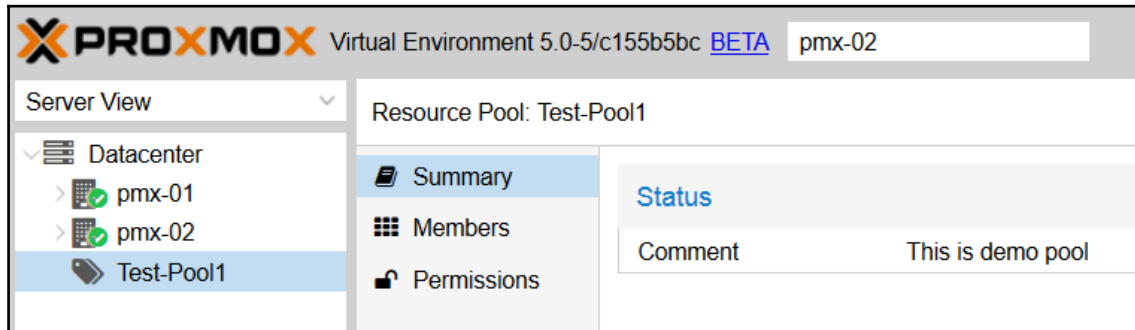 PROXMOX Virtual Environment 5.0-5/c155b5bc BETA pmx-02
Server View
Resource Pool: Test-Pool1
Datacenter
pmx-01
pmx-02
Test-Pool1
Summary
Members
Permissions
Status
Comment This is demo pool